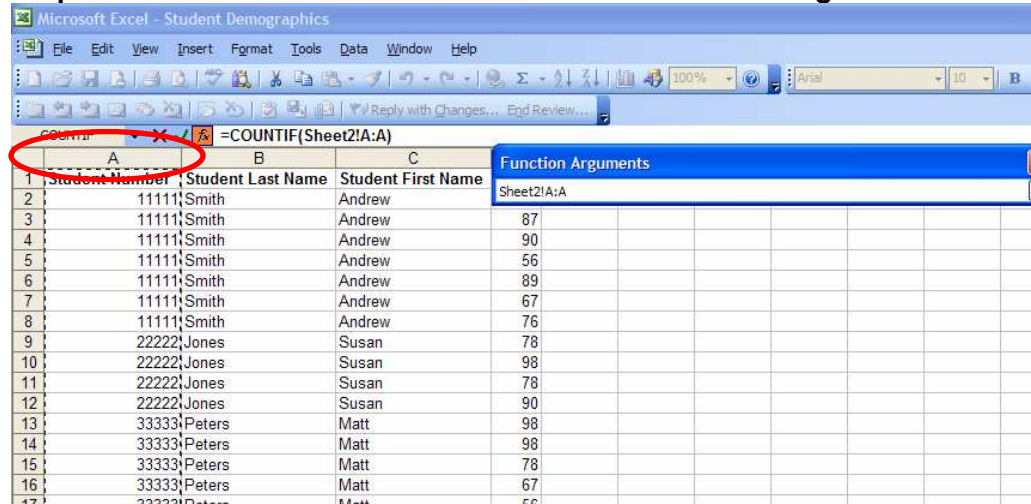 Microsoft Excel - Student Demographics
File Edit View Insert Format Tools Data Window Help
100% Arial 10 B
Reply with Changes... End Review...
COUNTIF =COUNTIF(Sheet2!A:A)
A B C
Function Arguments
Sheet2!A:A
1 Student Number Student Last Name Student First Name
2 11111 Smith Andrew
3 11111 Smith Andrew 87
4 11111 Smith Andrew 90
5 11111 Smith Andrew 56
6 11111 Smith Andrew 89
7 11111 Smith Andrew 67
8 11111 Smith Andrew 76
9 22222 Jones Susan 78
10 22222 Jones Susan 98
11 22222 Jones Susan 78
12 22222 Jones Susan 90
13 33333 Peters Matt 98
14 33333 Peters Matt 98
15 33333 Peters Matt 78
16 33333 Peters Matt 67
17 33333 Peters Matt 56